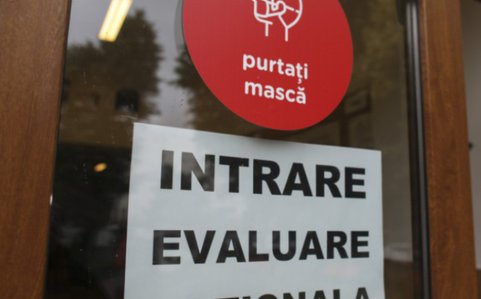 purtați
mască
INTRARE
EVALUARE